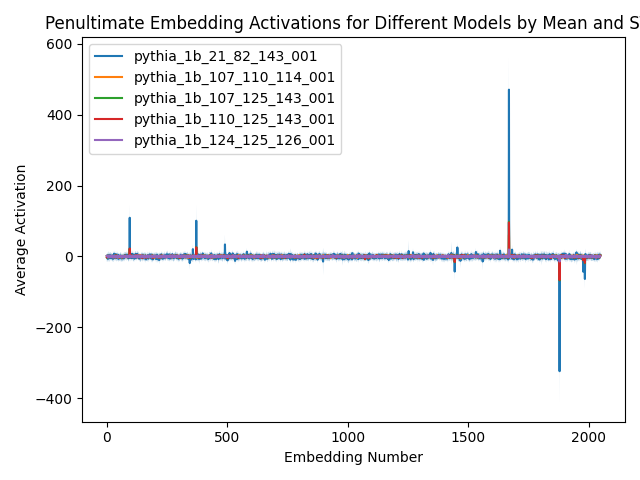 Penultimate Embedding Activations for Different Models by Mean and S
600
400
200
0
−200
−400
Average Activation
pythia_1b_21_82_143_001
pythia_1b_107_110_114_001
pythia_1b_107_125_143_001
pythia_1b_110_125_143_001
pythia_1b_124_125_126_001
0 500 1000 1500 2000
Embedding Number